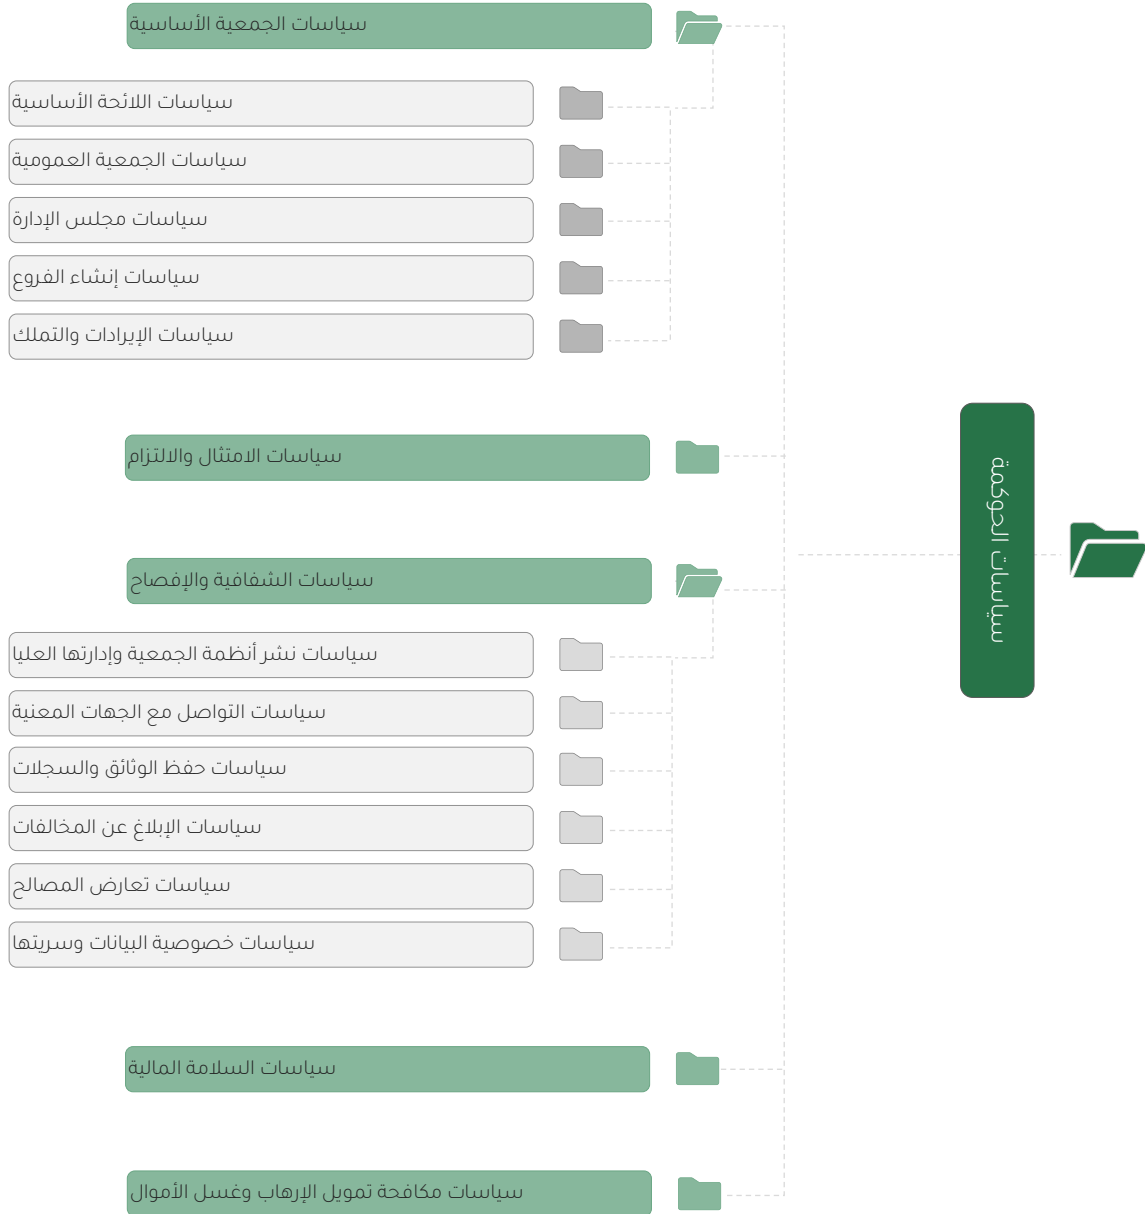 سياسات الحوكمة
سياسات الجمعية الأساسية
سياسات اللائحة الأساسية
سياسات الجمعية العمومية
سياسات مجلس الإدارة
سياسات إنشاء الفروع
سياسات الإيرادات والتملك
سياسات الامتثال والالتزام
سياسات الشفافية والإفصاح
سياسات نشر أنظمة الجمعية وإدارتها العليا
سياسات التواصل مع الجهات المعنية
سياسات حفظ الوثائق والسجلات
سياسات الإبلاغ عن المخالفات
سياسات تعارض المصالح
سياسات خصوصية البيانات وسريتها
سياسات السلامة المالية
سياسات مكافحة تمويل الإرهاب وغسل الأموال